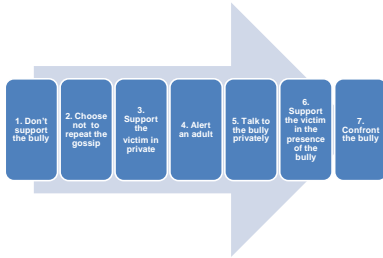 1. Don't
support
the bully
2. Choose
not to
repeat the
gossip
3.
Support
the
victim in
private
4. Alert
an adult
5. Talk to
the bully
privately
6.
Support
the victim
in the
presence
of the
bully
7.
Confront
the bully